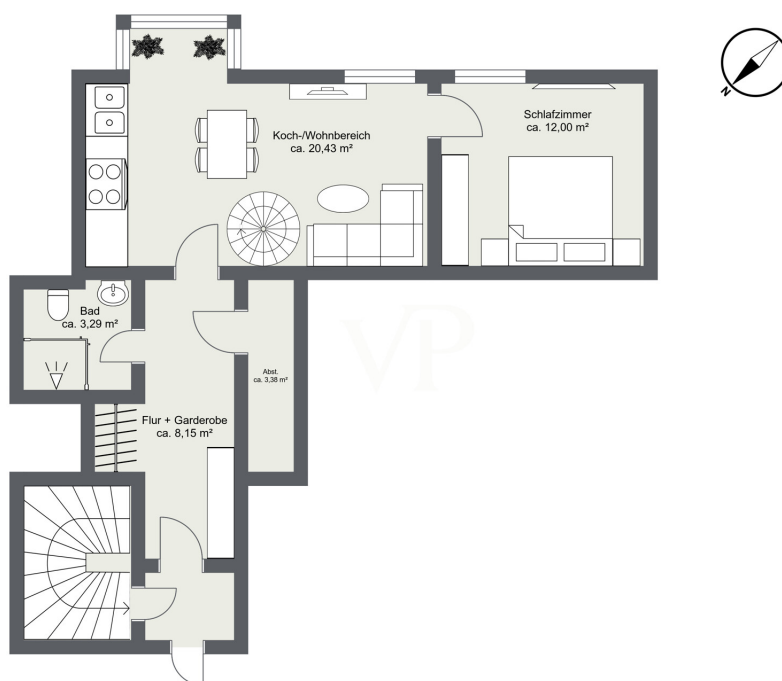 Schlafzimmer
ca. 12,00 m²
Koch-/Wohnbereich
ca. 20,43 m²
N
Bad
ca. 3,29 m²
Abst.
ca. 3,38 m²
VP
Flur + Garderobe
ca. 8,15 m²